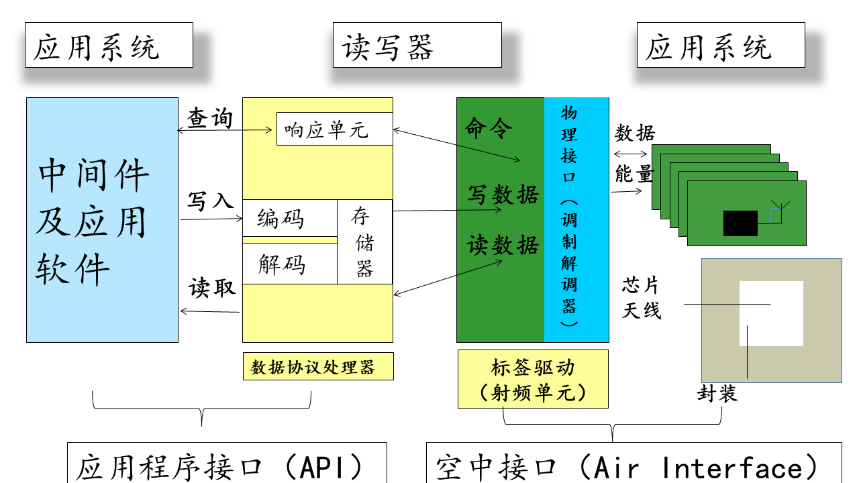 应用系统
读写器
应用系统
查询
响应单元
中间件
及应用
软件
写入
编码
解码
存
储
器
读取
数据协议处理器
命令
写数据
读数据
物
理
接
口
（
调
制
解
调
器
）
标签驱动
（射频单元）
数据
能量
芯片
天线
封装
应用程序接口（API）
空中接口（Air Interface）